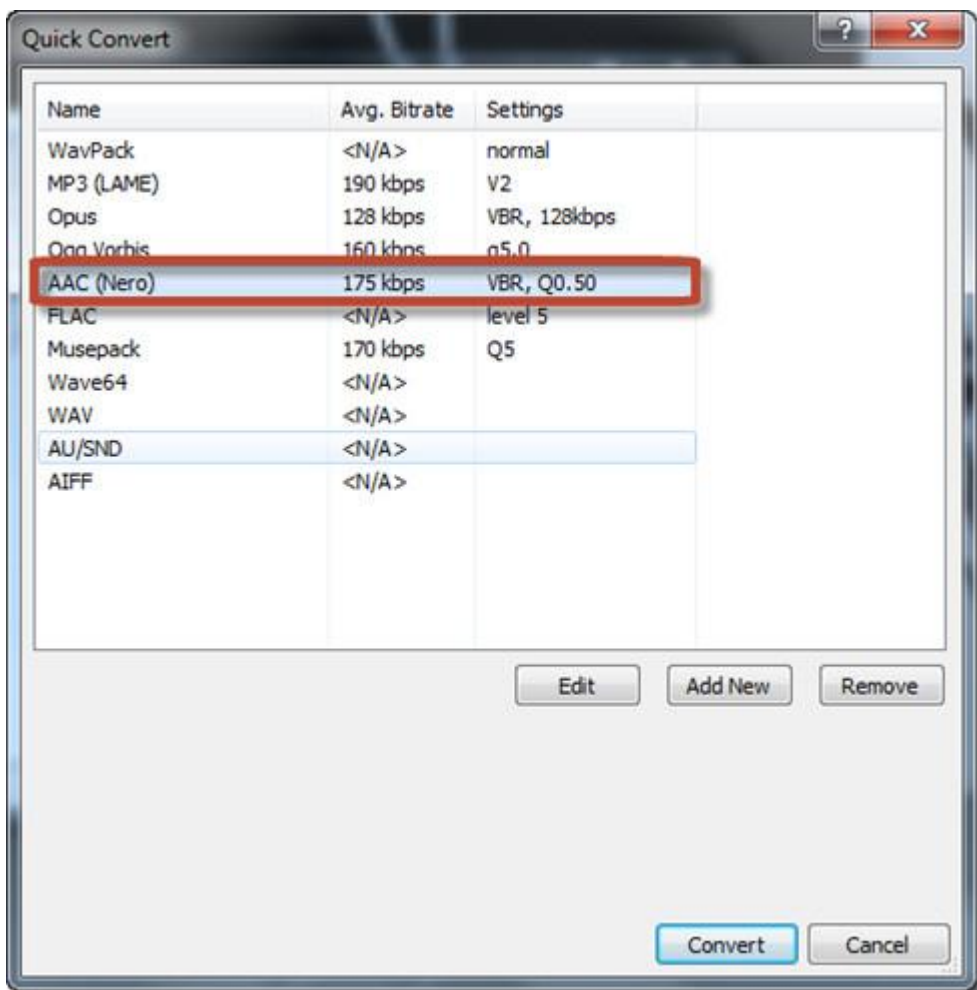 Quick Convert
Name Avg. Bitrate Settings
WavPack <N/A> normal
MP3 (LAME) 190 kbps V2
Opus 128 kbps VBR, 128kbps
Ogg Vorbis 160 kbps q5.0
AAC (Nero) 175 kbps VBR, Q0.50
FLAC <N/A> level 5
Musepack 170 kbps Q5
Wave64 <N/A>
WAV <N/A>
AU/SND <N/A>
AIFF <N/A>
Edit Add New Remove
Convert Cancel